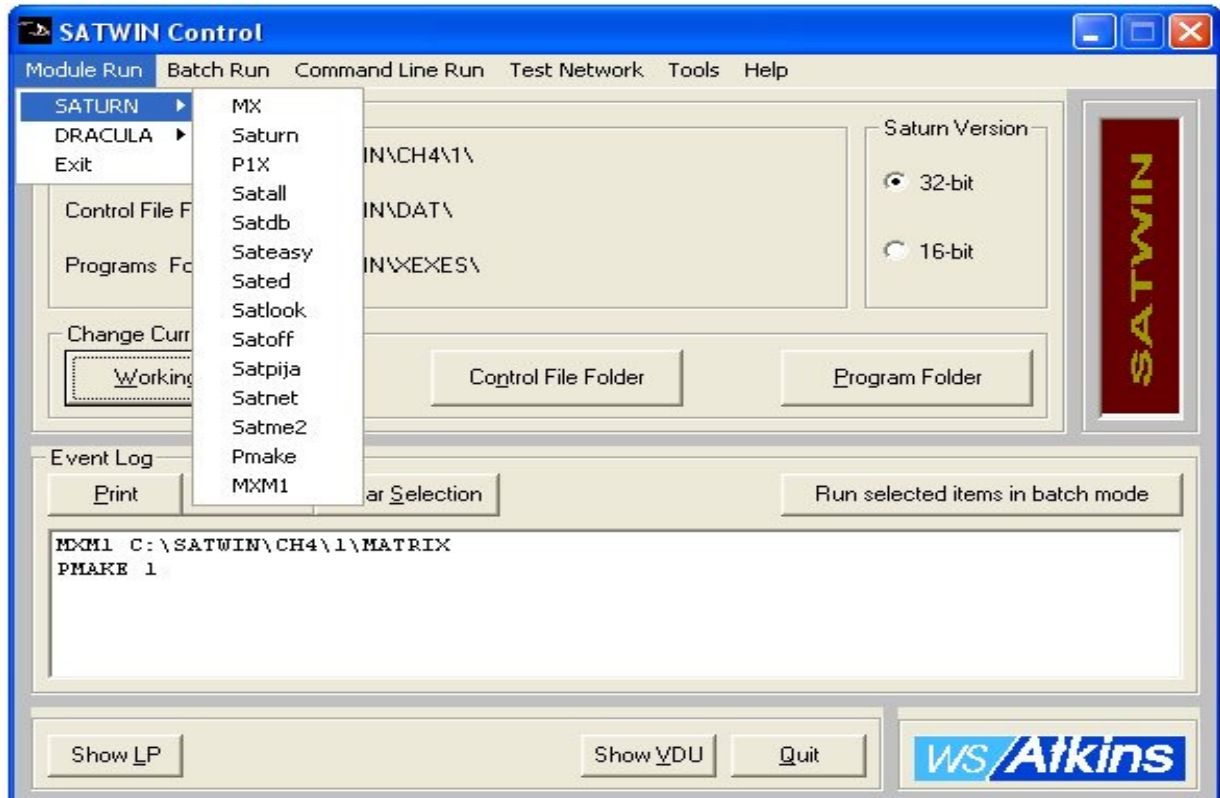 SATWIN Control
Module Run Batch Run Command Line Run Test Network Tools Help
SATURN
DRACULA
Exit
MX
Saturn
P1X
Satall
Satdb
Sateasy
Sated
Satlook
Satoff
Satpija
Satnet
Satme2
Pmake
MXM1
IN\CH4\1\
Control File F
IN\DAT\
Programs Fo
IN\XEXES\
Saturn Version
32-bit
16-bit
SATWIN
Change Curr
Working
Control File Folder
Program Folder
Event Log
Print
ar Selection
Run selected items in batch mode
MXM1 C:\SATWIN\CH4\1\MATRIX
PMAKE 1
Show LP
Show VDU
Quit
WS/Atkins